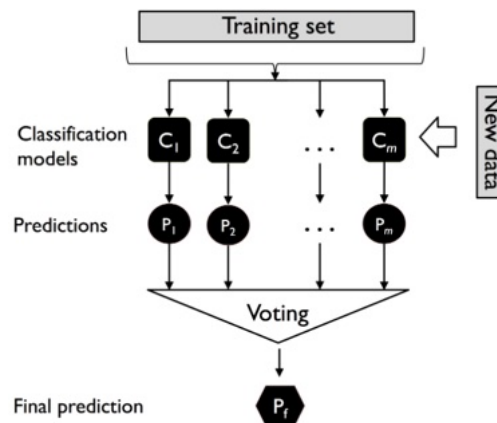 Training set
Classification models
C1 C2 ... Cm
New data
Predictions
P1 P2 ... Pm
Voting
Final prediction
Pf